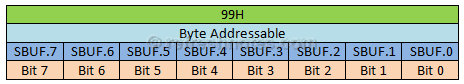 99H
Byte Addressable
SBUF.7 SBUF.6 SBUF.5 SBUF.4 SBUF.3 SBUF.2 SBUF.1 SBUF.0
Bit 7 Bit 6 Bit 5 Bit 4 Bit 3 Bit 2 Bit 1 Bit 0